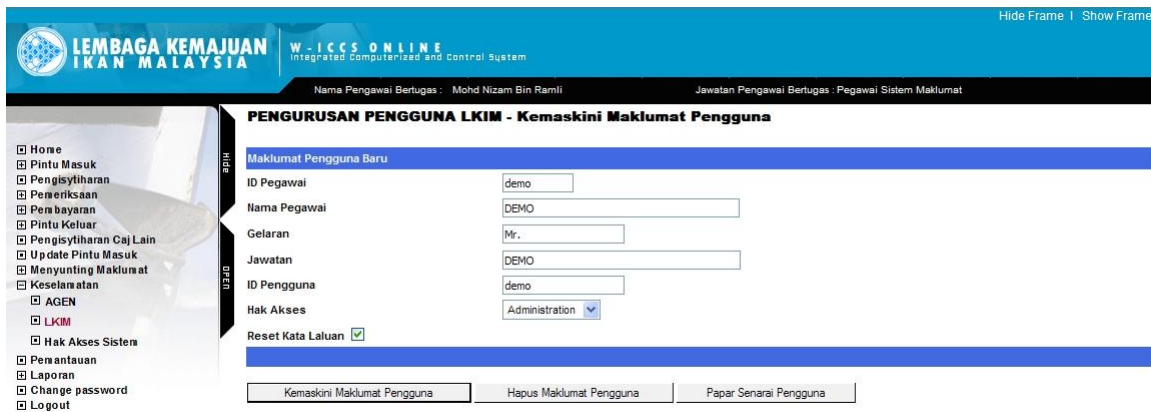 Hide Frame I Show Frame
LEMBAGA KEMAJUAN
IKAN MALAYSIA
W-ICCS ONLINE
Integrated Computerized and Control System
Nama Pengawai Bertugas : Mohd Nizam Bin Ramli
Jawatan Pengawai Bertugas : Pegawai Sistem Maklumat
Home
Pintu Masuk
Pengisytiharan
Pemeriksaan
Pembayaran
Pintu Keluar
Pengisytiharan Caj Lain
Update Pintu Masuk
Menyunting Maklumat
Keselamatan
AGEN
LKIM
Hak Akses Sistem
Pemantauan
Laporan
Change password
Logout
Hide
OPEN
PENGURUSAN PENGGUNA LKIM - Kemaskini Maklumat Pengguna
Maklumat Pengguna Baru
ID Pegawai demo
Nama Pegawai DEMO
Gelaran Mr.
Jawatan DEMO
ID Pengguna demo
Hak Akses Administration
Reset Kata Laluan
Kemaskini Maklumat Pengguna
Hapus Maklumat Pengguna
Papar Senarai Pengguna